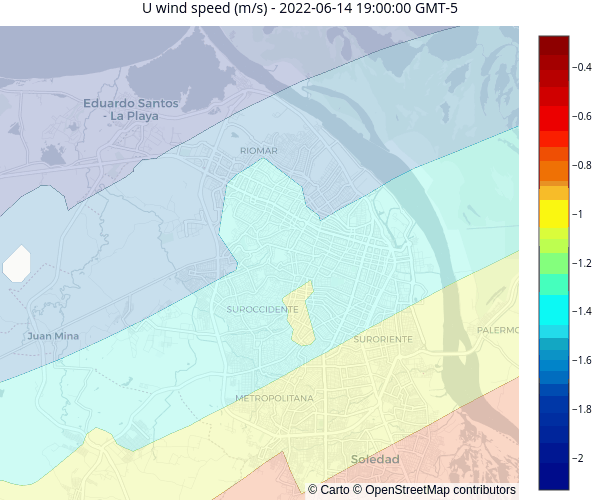 U wind speed (m/s) - 2022-06-14 19:00:00 GMT-5
Eduardo Santos
- La Playa
RIOMAR
SUROCCIDENTE
Juan Mina
SURORIENTE
PALERMO
METROPOLITANA
Soledad
© Carto © OpenStreetMap contributors
−0.4
−0.6
−0.8
−1
−1.2
−1.4
−1.6
−1.8
−2